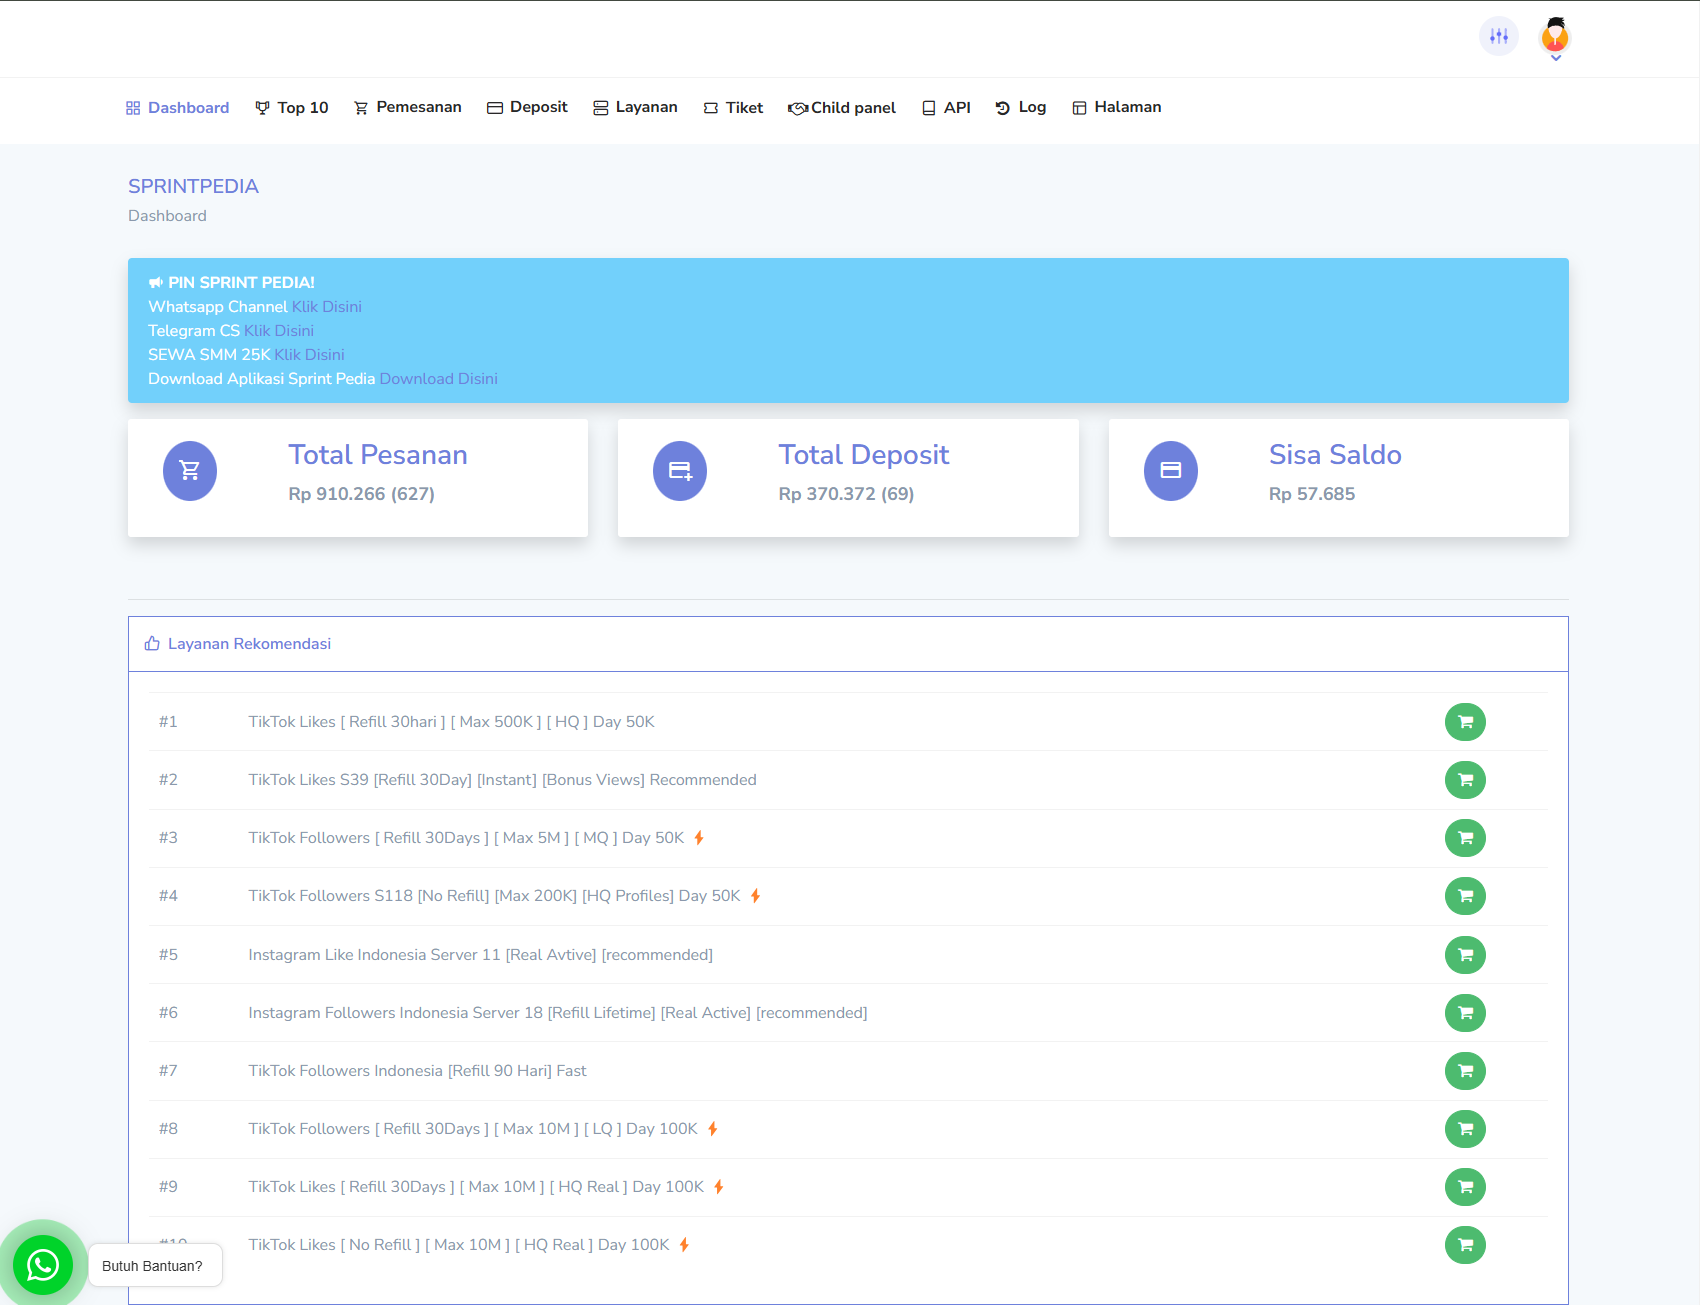 Dashboard Top 10 Pemesanan Deposit Layanan Tiket Child panel API Log Halaman
SPRINTPEDIA
Dashboard
PIN SPRINT PEDIA!
Whatsapp Channel Klik Disini
Telegram CS Klik Disini
SEWA SMM 25K Klik Disini
Download Aplikasi Sprint Pedia Download Disini
Total Pesanan
Rp 910.266 (627)
Total Deposit
Rp 370.372 (69)
Sisa Saldo
Rp 57.685
Layanan Rekomendasi
#1 TikTok Likes [ Refill 30hari ] [ Max 500K ] [ HQ ] Day 50K
#2 TikTok Likes S39 [Refill 30Day] [Instant] [Bonus Views] Recommended
#3 TikTok Followers [ Refill 30Days ] [ Max 5M ] [ MQ ] Day 50K
#4 TikTok Followers S118 [No Refill] [Max 200K] [HQ Profiles] Day 50K
#5 Instagram Like Indonesia Server 11 [Real Avtive] [recommended]
#6 Instagram Followers Indonesia Server 18 [Refill Lifetime] [Real Active] [recommended]
#7 TikTok Followers Indonesia [Refill 90 Hari] Fast
#8 TikTok Followers [ Refill 30Days ] [ Max 10M ] [ LQ ] Day 100K
#9 TikTok Likes [ Refill 30Days ] [ Max 10M ] [ HQ Real ] Day 100K
#10 TikTok Likes [ No Refill ] [ Max 10M ] [ HQ Real ] Day 100K
Butuh Bantuan?